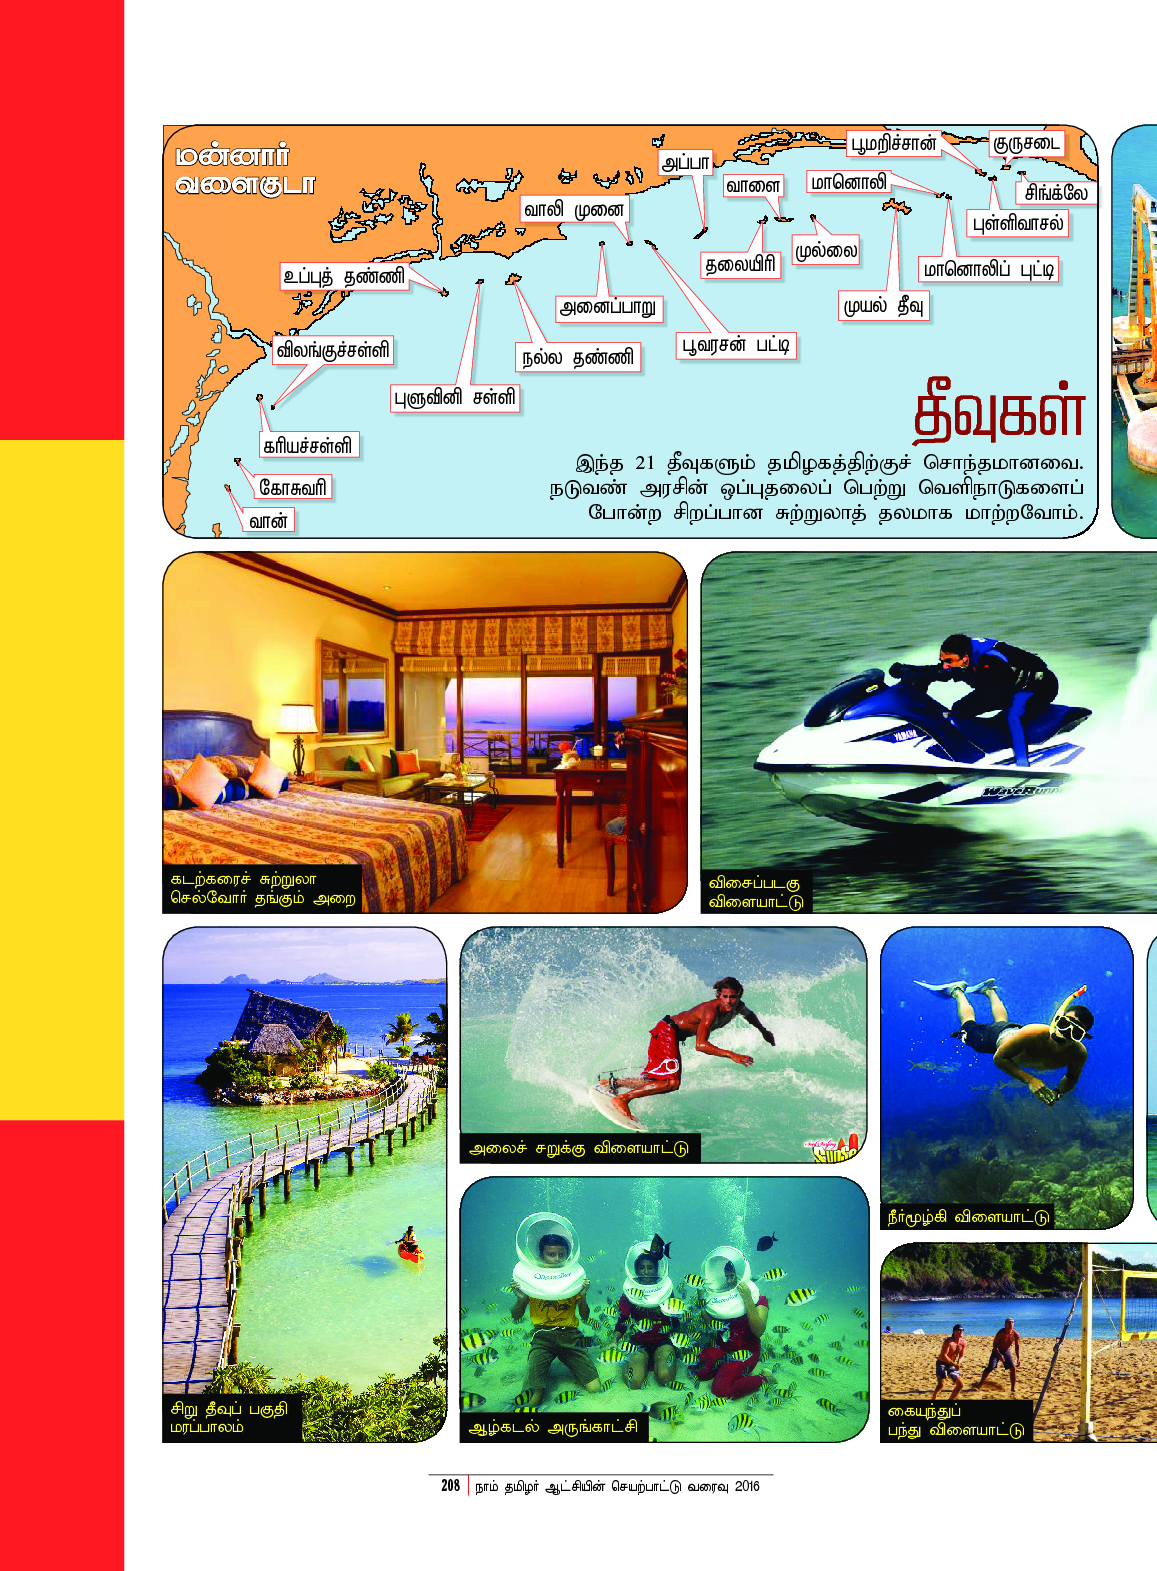 மன்னார்
வளைகுடா
பூமறிச்சான்
குருசடை
அப்பா
வாளை
மானொலி
சிங்க்லே
வாலி முனை
புள்ளிவாசல்
முல்லை
தலையிரி
மானொலிப் புட்டி
உப்புத் தண்ணி
அனைப்பாறு
முயல் தீவு
விலங்குச்சள்ளி
நல்ல தண்ணி
பூவரசன் பட்டி
புளுவினி சள்ளி
கரியச்சள்ளி
கோசுவரி
வான்
தீவுகள்
இந்த 21 தீவுகளும் தமிழகத்திற்குச் சொந்தமானவை.
நடுவண் அரசின் ஒப்புதலைப் பெற்று வெளிநாடுகளைப்
போன்ற சிறப்பான சுற்றுலாத் தலமாக மாற்றவோம்.
YAMAHA
கடற்கரைச் சுற்றுலா
செல்வோர் தங்கும் அறை
விசைப்படகு
விளையாட்டு
அலைச் சறுக்கு விளையாட்டு
நீர்மூழ்கி விளையாட்டு
சிறு தீவுப் பகுதி
மரப்பாலம்
ஆழ்கடல் அருங்காட்சி
கையுந்துப்
பந்து விளையாட்டு
208 நாம் தமிழர் ஆட்சியின் செயற்பாட்டு வரைவு 2016